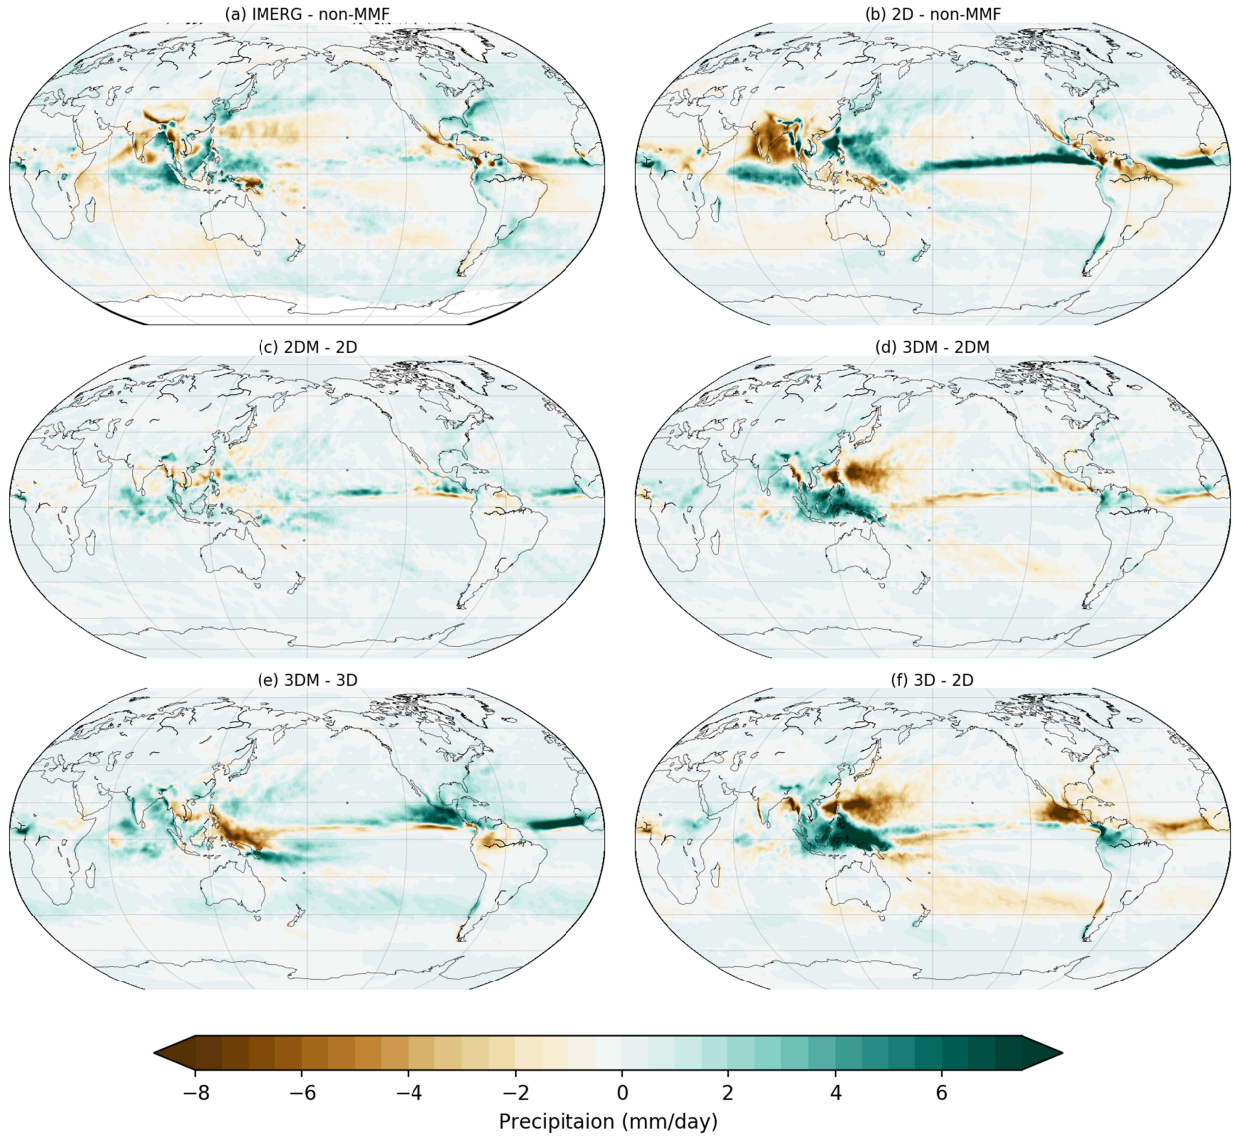 (a) IMERG - non-MMF
(b) 2D - non-MMF
(c) 2DM - 2D
(d) 3DM - 2DM
(e) 3DM - 3D
(f) 3D - 2D
−8 −6 −4 −2 0 2 4 6
Precipitaion (mm/day)